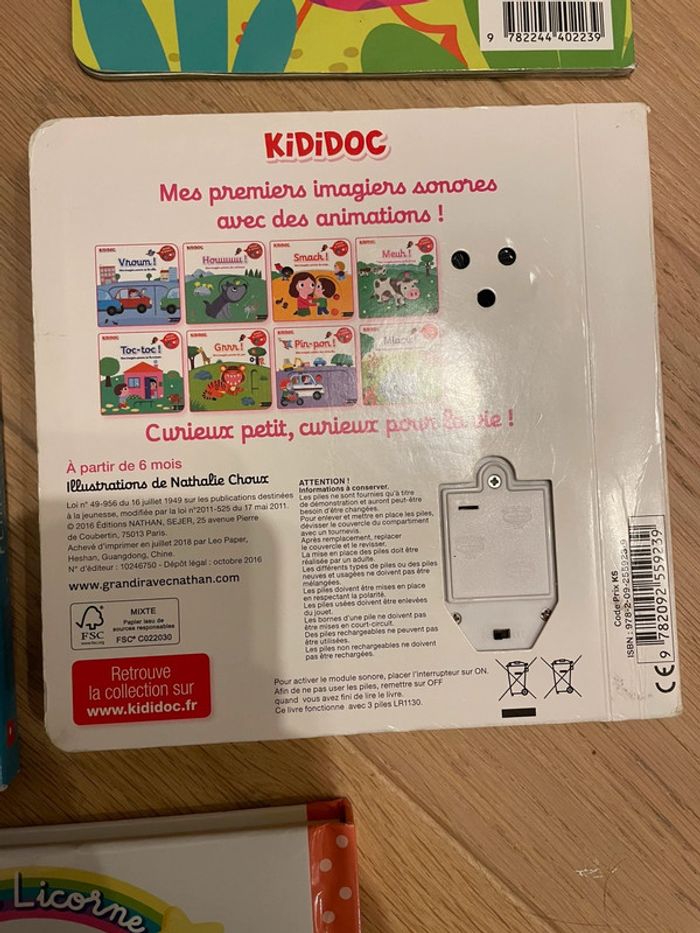 9 782244 402239
KiDiDOC
Mes premiers imagiers sonores
avec des animations !
KiDiDOC
Vroum !
KiDiDOC
Houuuuu !
KiDiDOC
Smach !
KiDiDOC
Meuh !
KiDiDOC
Toc-toc !
KiDiDOC
Grrr !
KiDiDOC
Pin-pon !
Curieux petit, curieux pour la vie !
À partir de 6 mois
Illustrations de Nathalie Choux
Loi n° 49-956 du 16 juillet 1949 sur les publications destinées
à la jeunesse, modifiée par la loi n°2011-525 du 17 mai 2011.
© 2016 Éditions NATHAN, SEJER, 25 avenue Pierre
de Coubertin, 75013 Paris.
Achevé d'imprimer en juillet 2018 par Leo Paper,
Heshan, Guangdong, Chine.
N° d'éditeur : 10246750 - Dépôt légal : octobre 2016
www.grandiravecnathan.com
FSC
www.fsc.org
MIXTE
Papier issu de
sources responsables
FSC® C022030
Retrouve
la collection sur
www.kididoc.fr
ATTENTION !
Informations à conserver.
Les piles ne sont fournies qu'à titre
de démonstration et auront peut-être
besoin d'être changées.
Pour enlever et mettre en place les piles,
dévisser le couvercle du compartiment
avec un tournevis.
Après remplacement, replacer
le couvercle et le revisser.
La mise en place des piles doit être
réalisée par un adulte.
Les différents types de piles ou des piles
neuves et usagées ne doivent pas être
mélangées.
Les piles doivent être mises en place
en respectant la polarité.
Les piles usées doivent être enlevées
du jouet.
Les bornes d'une pile ne doivent pas
être mises en court-circuit.
Des piles rechargeables ne peuvent pas
être utilisées.
Les piles non rechargeables ne doivent
pas être rechargées.
Pour activer le module sonore, placer l'interrupteur sur ON.
Afin de ne pas user les piles, remettre sur OFF
quand vous avez fini de lire le livre.
Ce livre fonctionne avec 3 piles LR1130.
Code Prix K5
ISBN : 978-2-09-255923-9
9 782092 559239
CE
Licorne